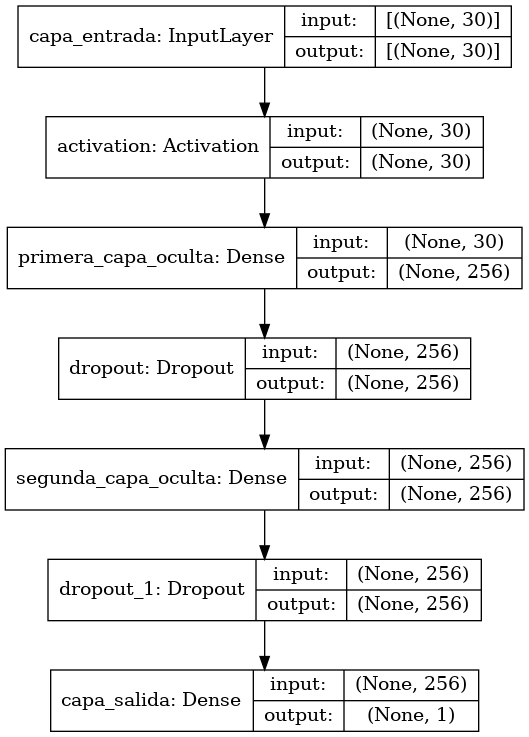 capa_entrada: InputLayer
input: [(None, 30)]
output: [(None, 30)]
activation: Activation
input: (None, 30)
output: (None, 30)
primera_capa_oculta: Dense
input: (None, 30)
output: (None, 256)
dropout: Dropout
input: (None, 256)
output: (None, 256)
segunda_capa_oculta: Dense
input: (None, 256)
output: (None, 256)
dropout_1: Dropout
input: (None, 256)
output: (None, 256)
capa_salida: Dense
input: (None, 256)
output: (None, 1)